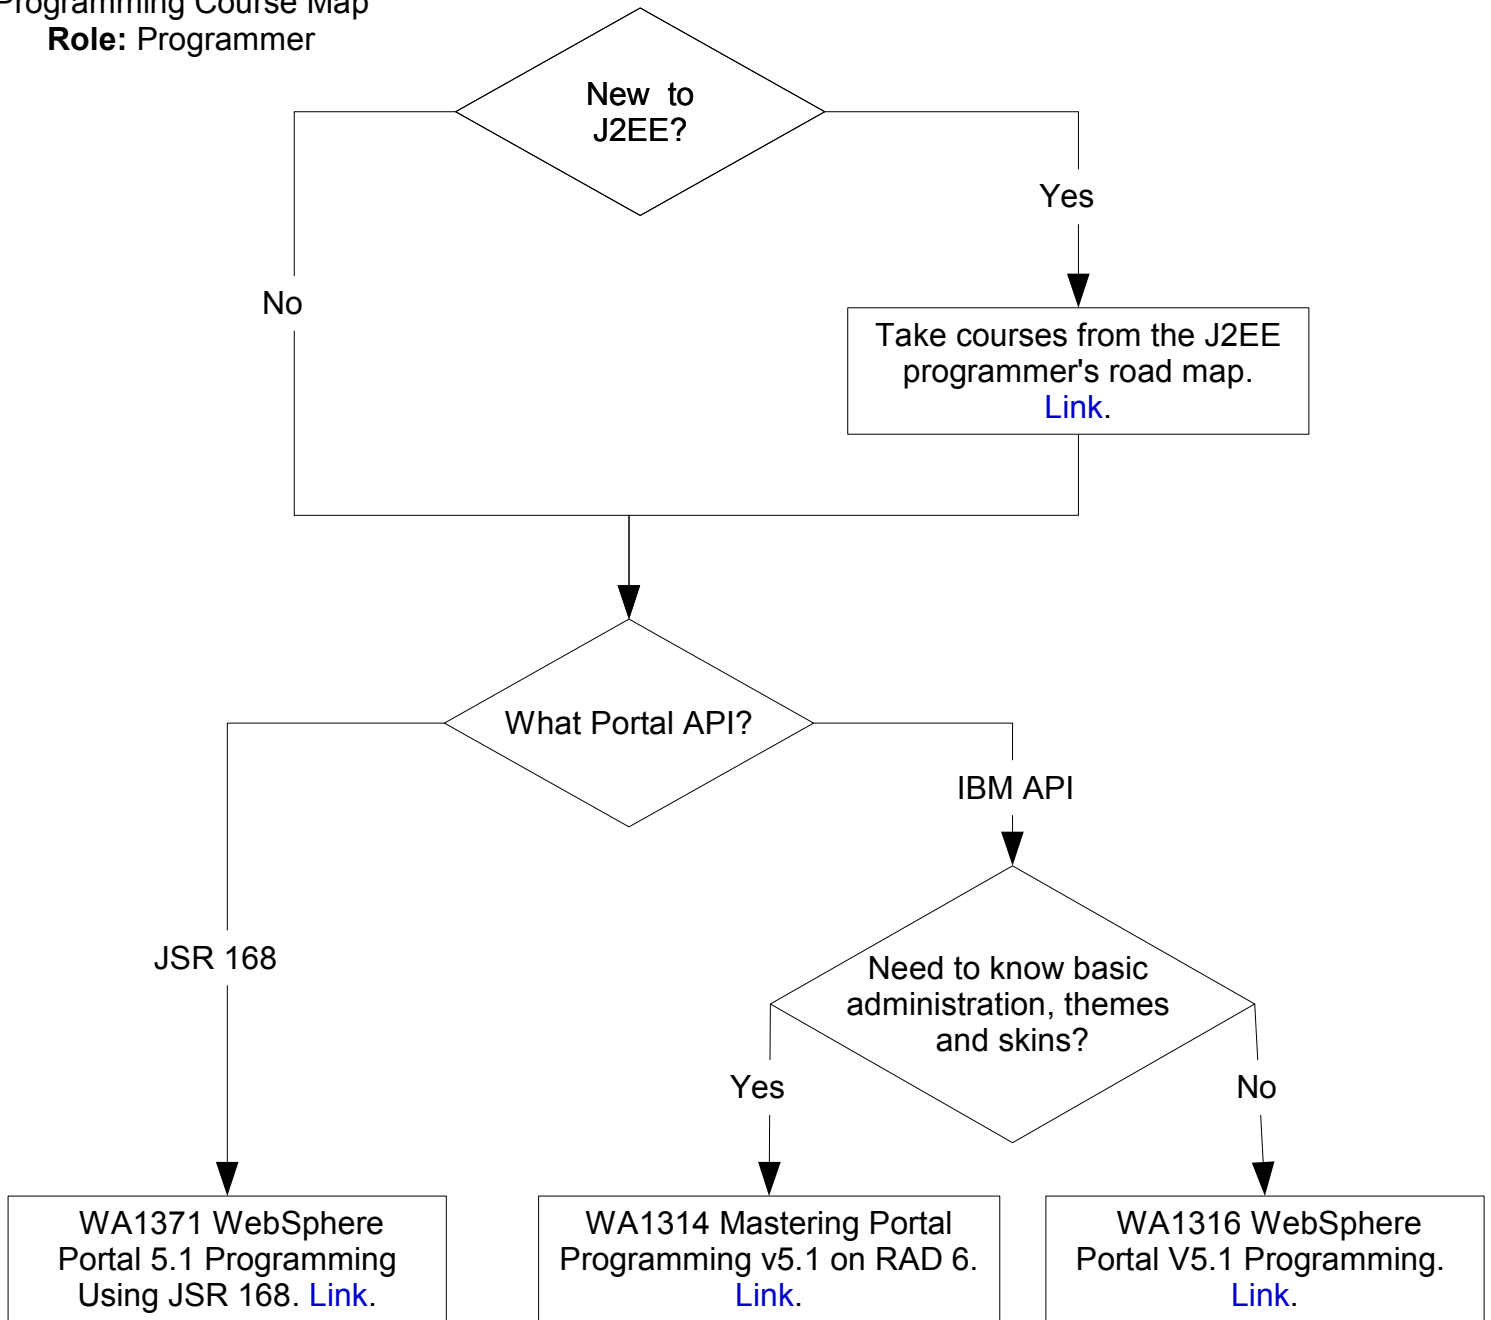 Programming Course Map
Role: Programmer
New to
J2EE?
Yes
No
Take courses from the J2EE
programmer's road map.
Link.
What Portal API?
IBM API
JSR 168
Need to know basic
administration, themes
and skins?
Yes
No
WA1371 WebSphere
Portal 5.1 Programming
Using JSR 168. Link.
WA1314 Mastering Portal
Programming v5.1 on RAD 6.
Link.
WA1316 WebSphere
Portal V5.1 Programming.
Link.